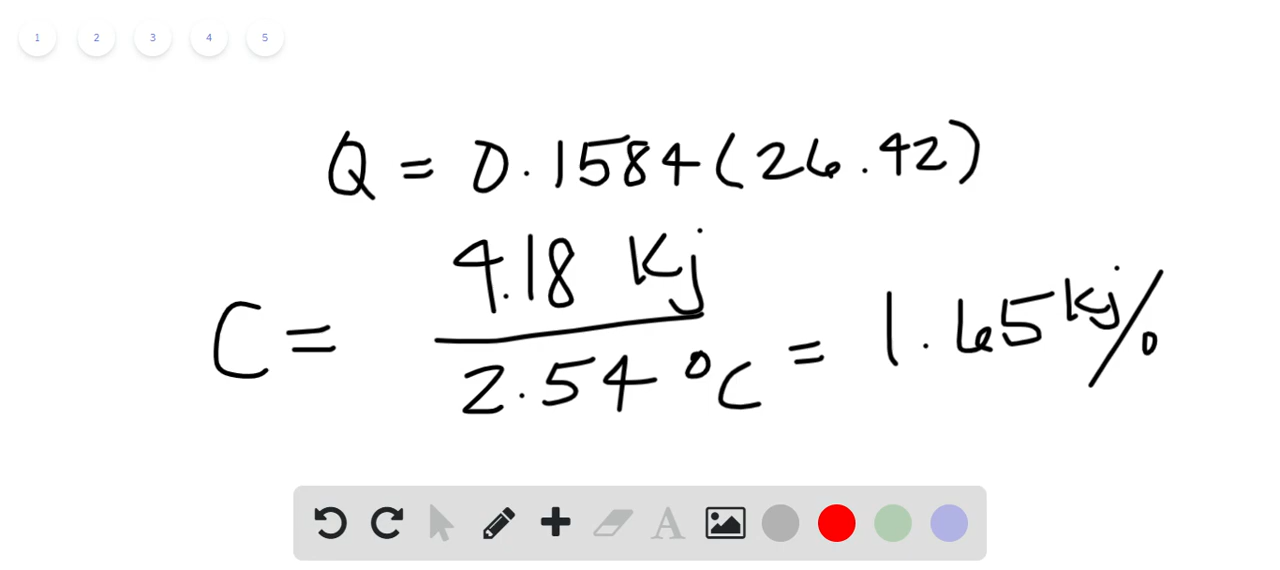 1 2 3 4 5
Q = 0.1584(26.42)
C = 4.18 Kj / 2.54 °C = 1.65 Kj/°
A